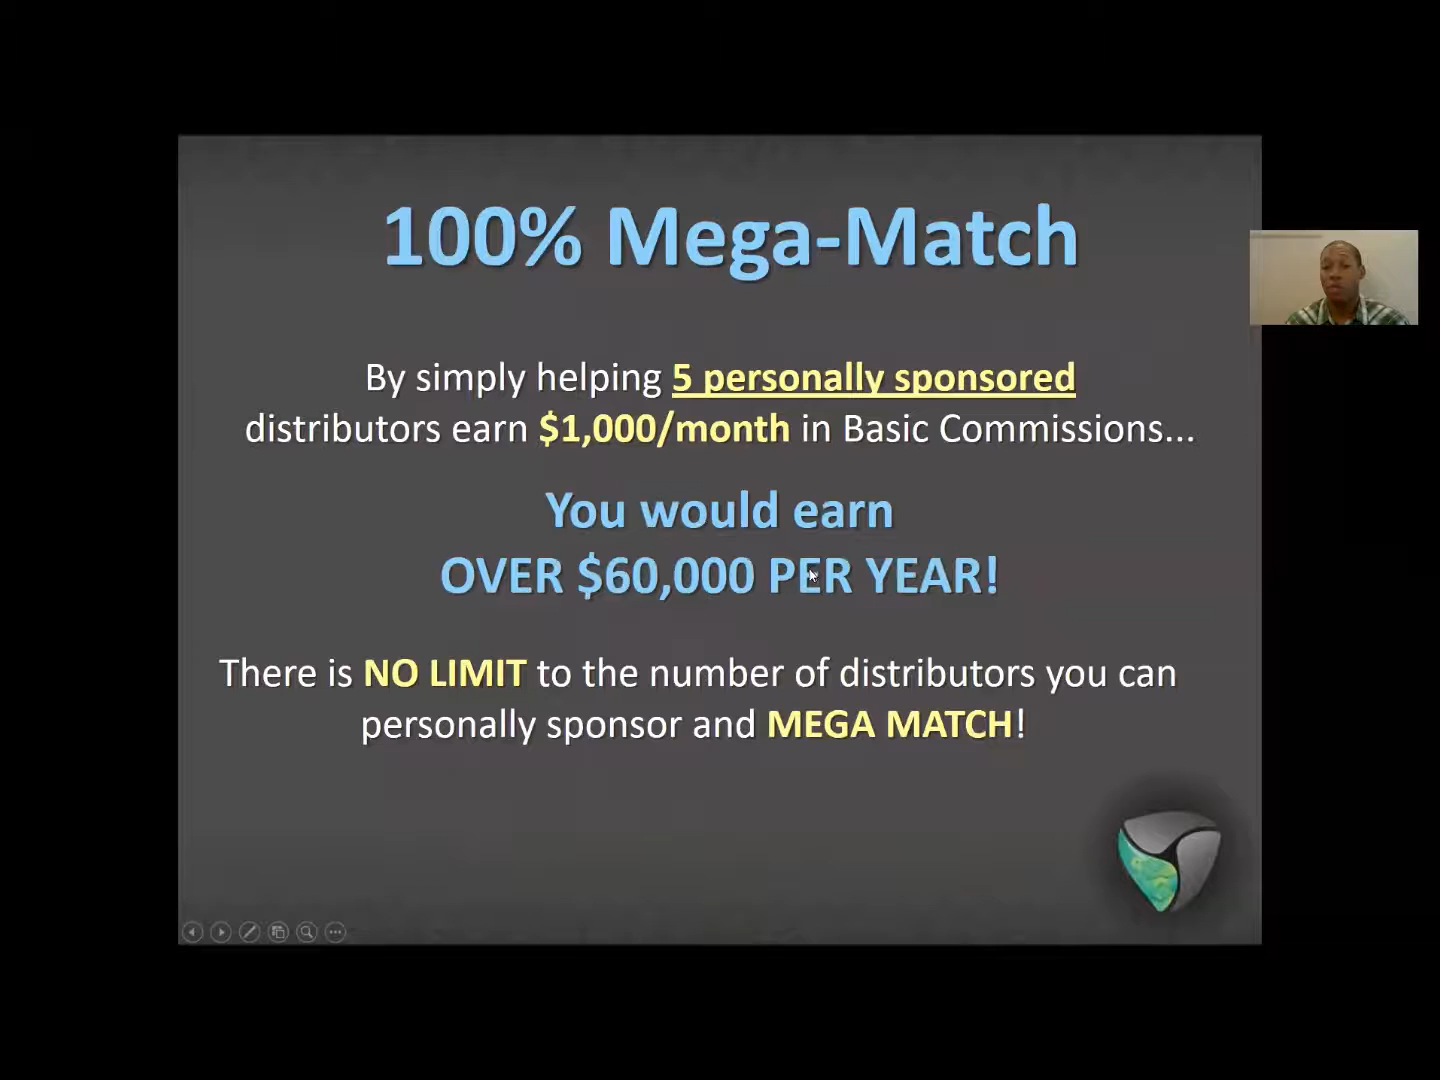 100% Mega-Match
By simply helping 5 personally sponsored
distributors earn $1,000/month in Basic Commissions...
You would earn
OVER $60,000 PER YEAR!
There is NO LIMIT to the number of distributors you can
personally sponsor and MEGA MATCH!